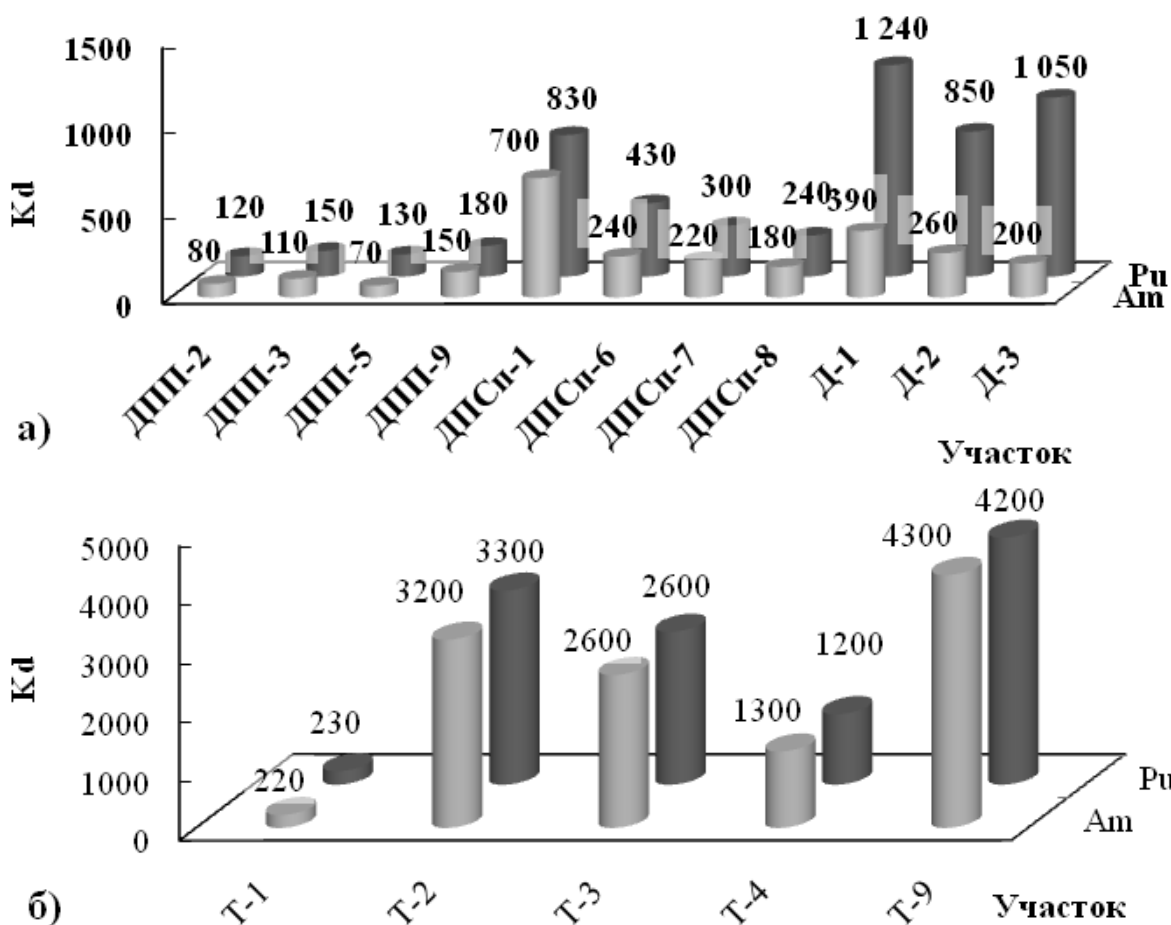 1500
1000
500
0
Kd
80 110 70 150 700 240 220 180 390 260 200
120 150 130 180 830 430 300 240 1 240 850 1 050
Pu
Am
ДПП-2 ДПП-3 ДПП-5 ДПП-9 ДПСп-1 ДПСп-6 ДПСп-7 ДПСп-8 Д-1 Д-2 Д-3
а)
Участок
5000
4000
3000
2000
1000
0
Kd
220 3200 2600 1300 4300
230 3300 2600 1200 4200
Pu
Am
Т-1 Т-2 Т-3 Т-4 Т-9
б)
Участок